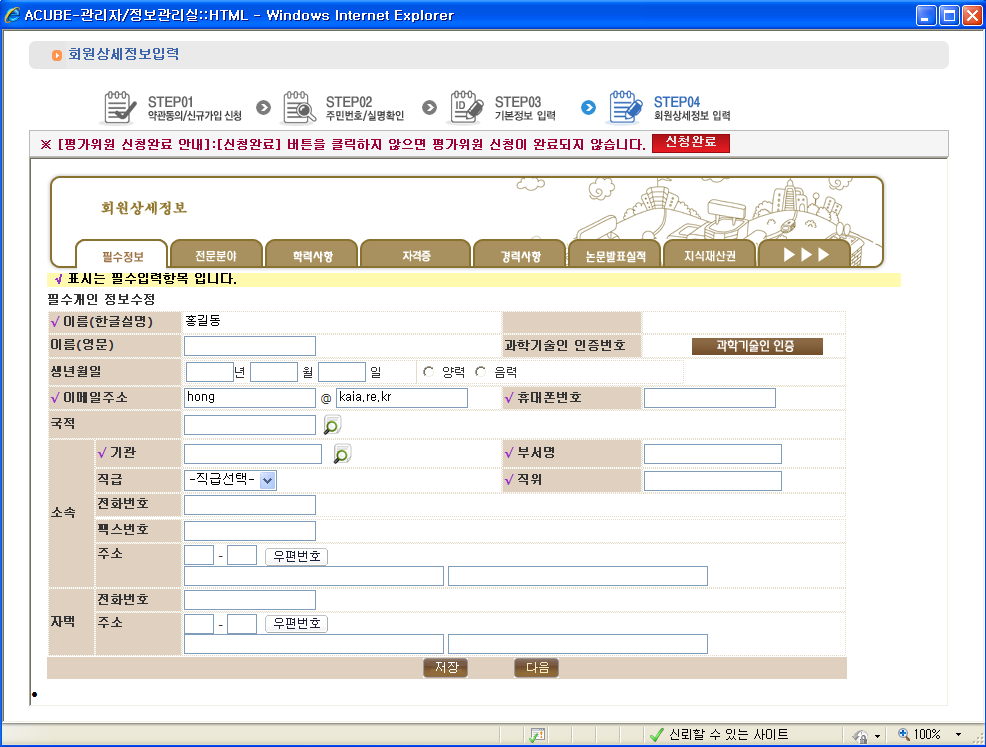 ACUBE-관리자/정보관리실::HTML - Windows Internet Explorer
회원상세정보입력
STEP01 STEP02 STEP03 STEP04
약관동의/신규가입 신청 주민번호/실명확인 기본정보 입력 회원상세정보 입력
※ [평가위원 신청완료 안내]:[신청완료] 버튼을 클릭하지 않으면 평가위원 신청이 완료되지 않습니다. 신청완료
회원상세정보
필수정보 전문분야 학력사항 자격증 경력사항 논문발표실적 지식재산권
√ 표시는 필수입력항목 입니다.
필수개인 정보수정
√ 이름(한글실명) 홍길동
이름(영문) 과학기술인 인증번호 과학기술인 인증
생년월일 년 월 일 양력 음력
√ 이메일주소 hong @ kaia.re.kr √ 휴대폰번호
국적
√ 기관 √ 부서명
직급 -직급선택- √ 직위
소속
전화번호
팩스번호
주소 - 우편번호
전화번호
자택
주소 - 우편번호
저장 다음
신뢰할 수 있는 사이트 100%